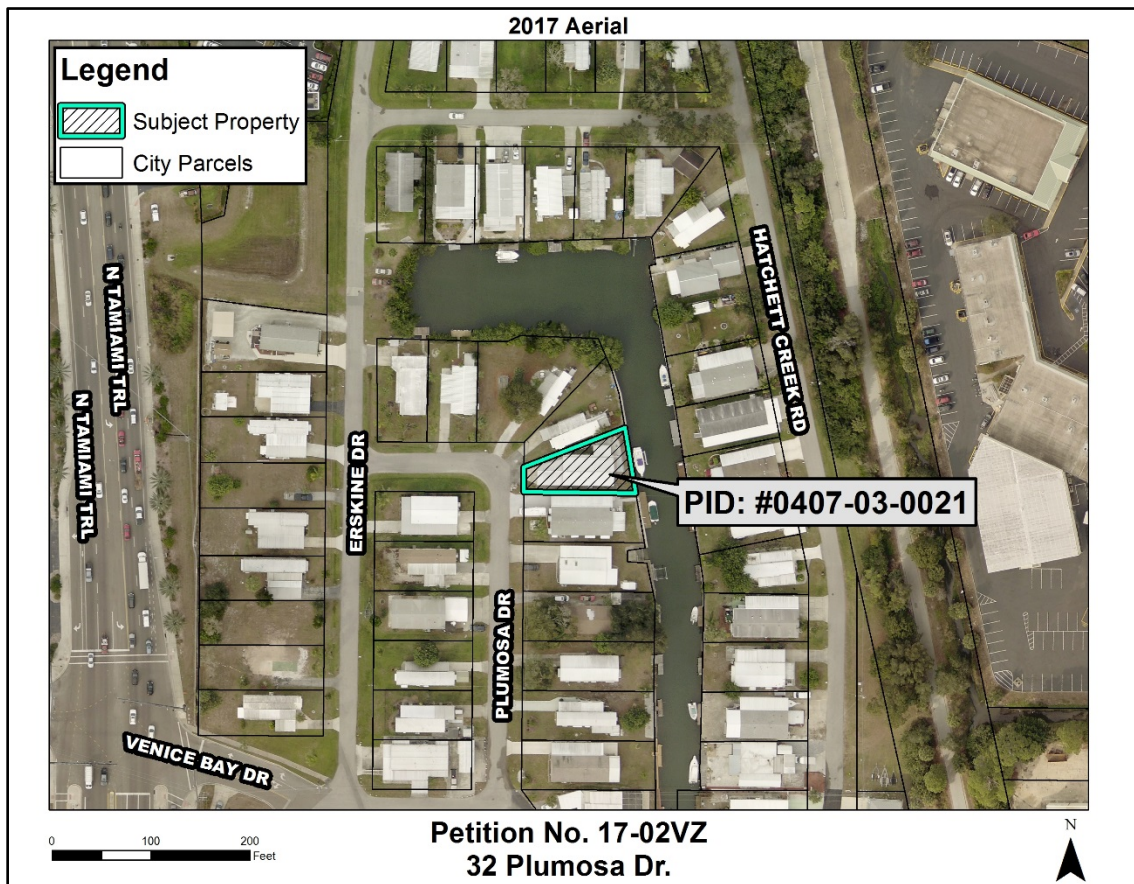 2017 Aerial
Legend
Subject Property
City Parcels
N TAMIAMI TRL
N TAMIAMI TRL
ERSKINE DR
HATCHETT CREEK RD
PID: #0407-03-0021
PLUMOSA DR
VENICE BAY DR
0 100 200
Feet
Petition No. 17-02VZ
32 Plumosa Dr.
N